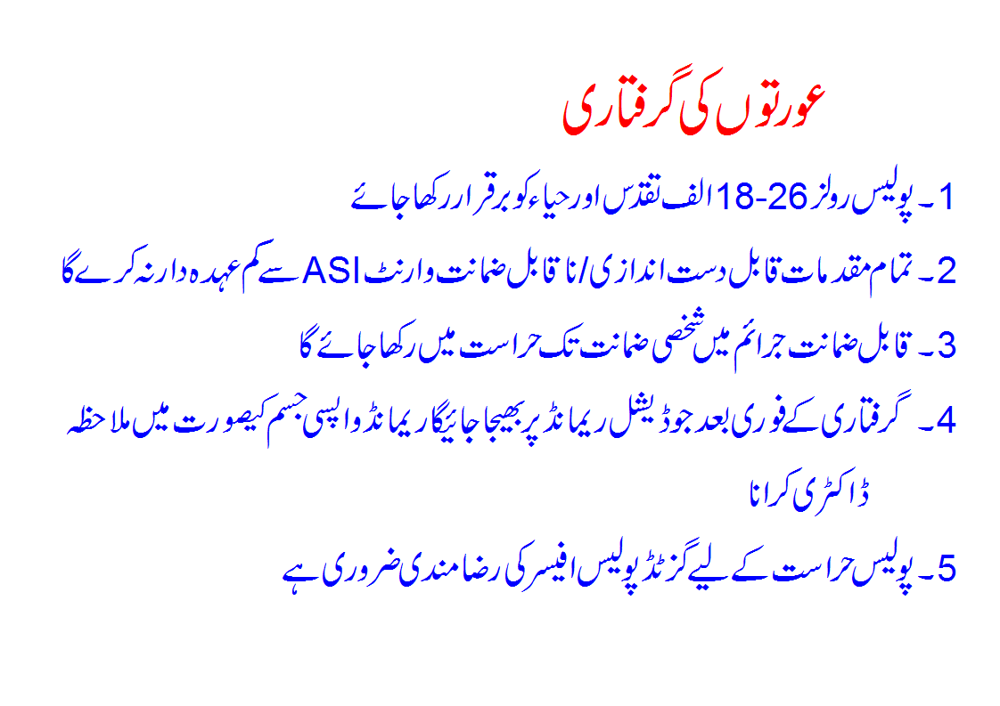 عورتوں کی گرفتاری
1۔ پولیس رولز 26-18 الف تقدّس اور حیاء کو برقرار رکھا جائے
2۔ تمام مقدمات قابل دست اندازی/نا قابل ضمانت وارنٹ ASI سے کم عہدہ دار نہ کرے گا
3۔ قابل ضمانت جرائم میں شخصی ضمانت تک حراست میں رکھا جائے گا
4۔ گرفتاری کے فوری بعد جوڈیشل ریمانڈ پر بھیجا جائیگا ریمانڈ واپسی جسم کیصورت میں ملاحظہ
ڈاکٹری کرانا
5۔ پولیس حراست کے لیے گزٹڈ پولیس افیسر کی رضا مندی ضروری ہے